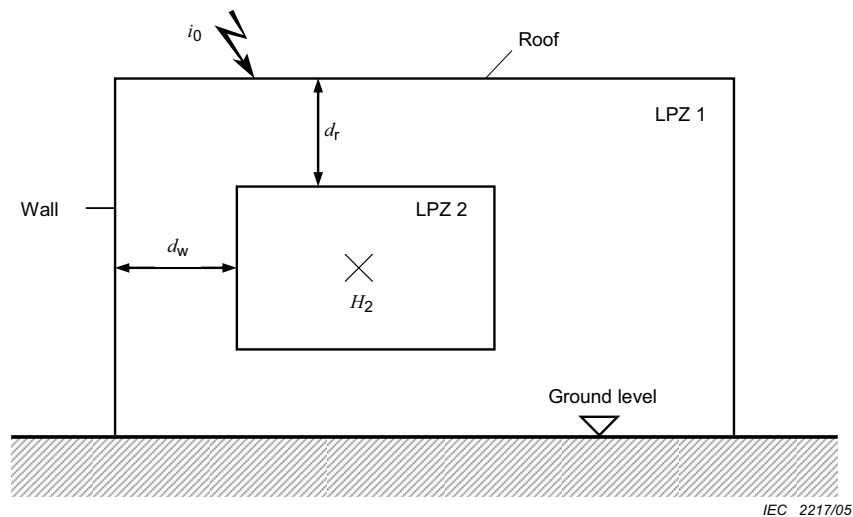 i0
Roof
LPZ 1
dr
Wall
LPZ 2
dw
H2
Ground level
IEC 2217/05